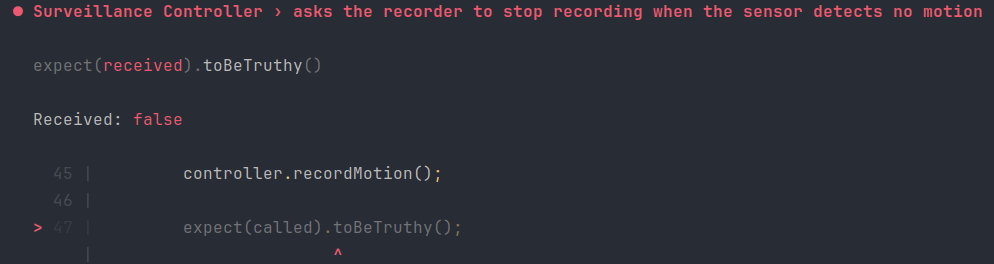 ● Surveillance Controller › asks the recorder to stop recording when the sensor detects no motion
expect(received).toBeTruthy()
Received: false
45 | controller.recordMotion();
46 |
> 47 | expect(called).toBeTruthy();
| ^